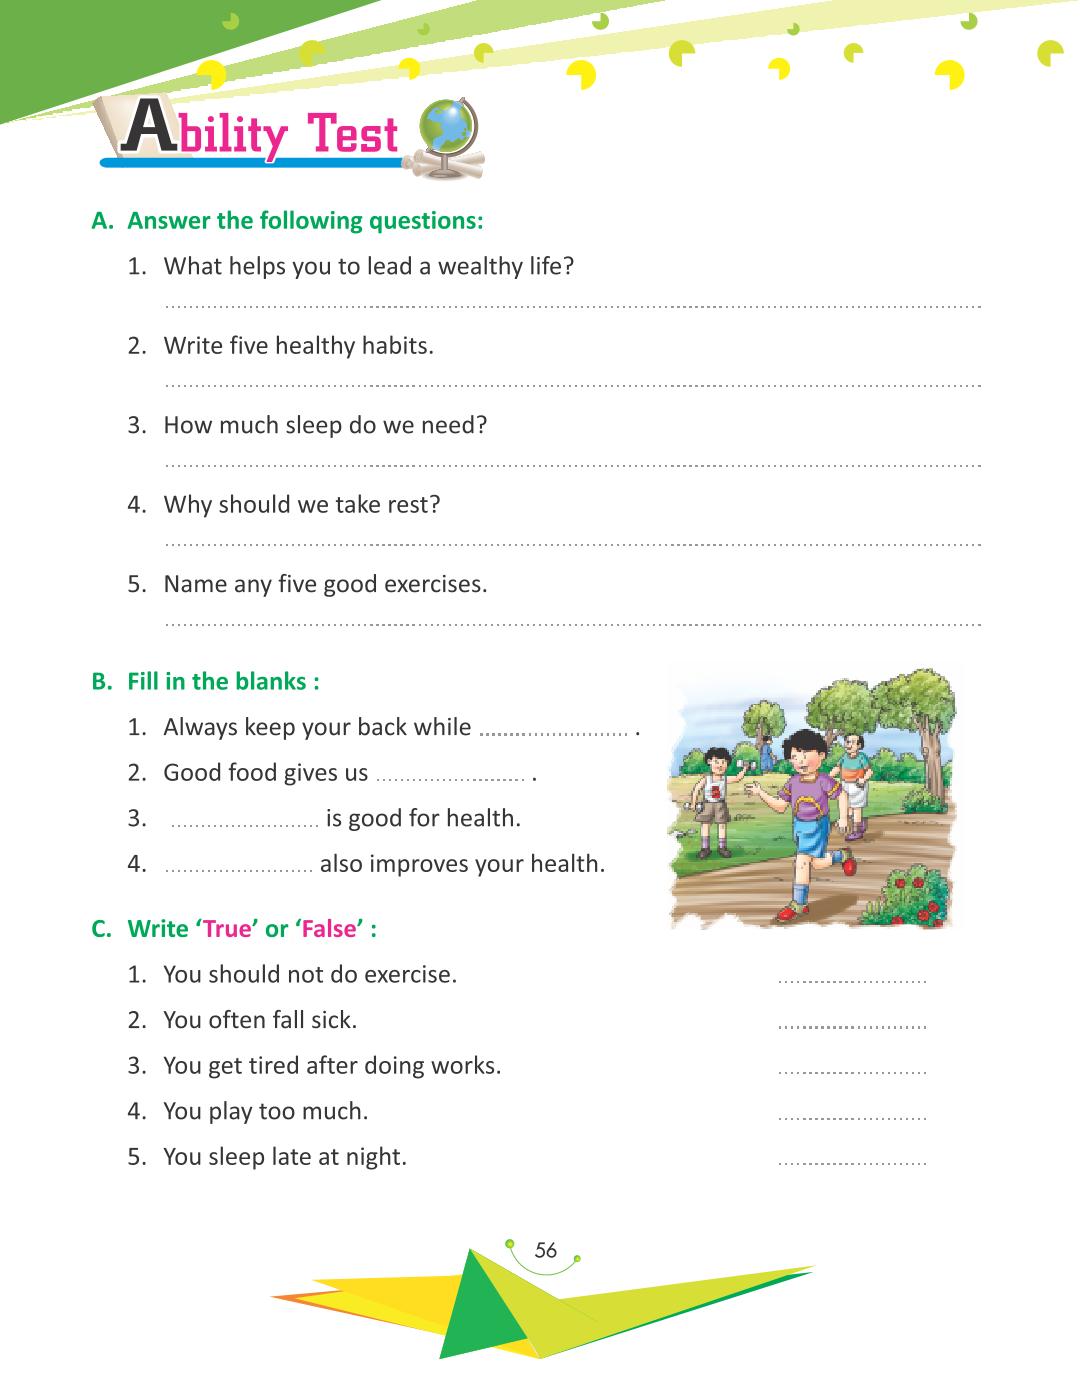 Ability Test
A. Answer the following questions:
1. What helps you to lead a wealthy life?
2. Write five healthy habits.
3. How much sleep do we need?
4. Why should we take rest?
5. Name any five good exercises.
B. Fill in the blanks :
1. Always keep your back while ........................ .
2. Good food gives us ........................ .
3. ........................ is good for health.
4. ........................ also improves your health.
C. Write ‘True’ or ‘False’ :
1. You should not do exercise. ........................
2. You often fall sick. ........................
3. You get tired after doing works. ........................
4. You play too much. ........................
5. You sleep late at night. ........................
56